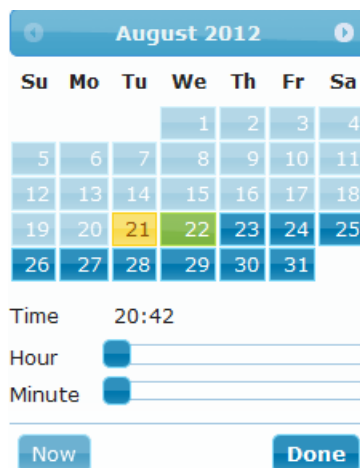 August 2012
Su Mo Tu We Th Fr Sa
1 2 3 4
5 6 7 8 9 10 11
12 13 14 15 16 17 18
19 20 21 22 23 24 25
26 27 28 29 30 31
Time 20:42
Hour
Minute
Now Done